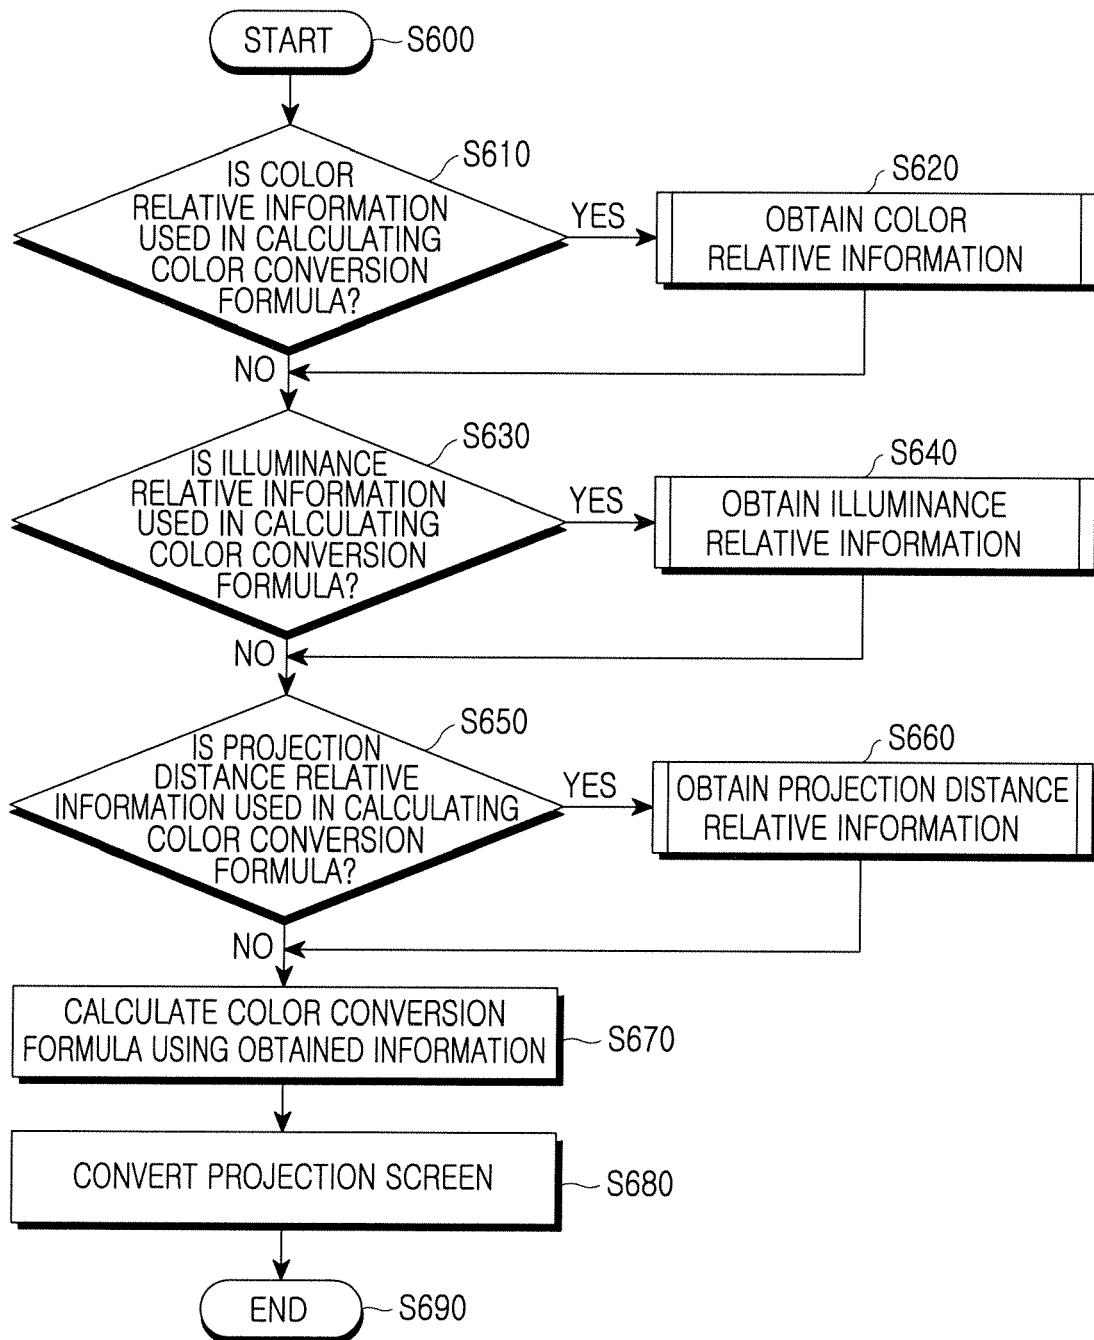 START
S600
S610
IS COLOR
RELATIVE INFORMATION
USED IN CALCULATING
COLOR CONVERSION
FORMULA?
YES
S620
OBTAIN COLOR
RELATIVE INFORMATION
NO
S630
IS ILLUMINANCE
RELATIVE INFORMATION
USED IN CALCULATING
COLOR CONVERSION
FORMULA?
YES
S640
OBTAIN ILLUMINANCE
RELATIVE INFORMATION
NO
S650
IS PROJECTION
DISTANCE RELATIVE
INFORMATION USED IN CALCULATING
COLOR CONVERSION
FORMULA?
YES
S660
OBTAIN PROJECTION DISTANCE
RELATIVE INFORMATION
NO
CALCULATE COLOR CONVERSION
FORMULA USING OBTAINED INFORMATION
S670
CONVERT PROJECTION SCREEN
S680
END
S690